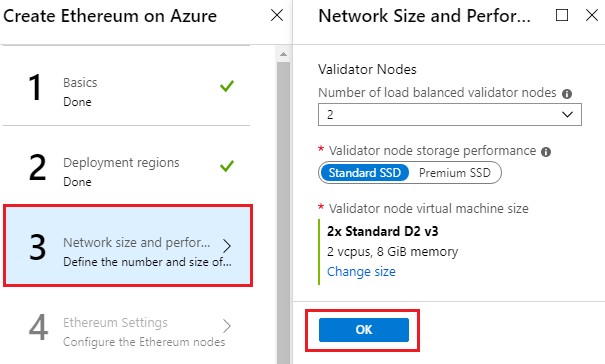 Create Ethereum on Azure
1
Basics
Done
2
Deployment regions
Done
3
Network size and perfor...
Define the number and size of...
4
Ethereum Settings
Configure the Ethereum nodes
Network Size and Perfor...
Validator Nodes
Number of load balanced validator nodes
2
* Validator node storage performance
Standard SSD Premium SSD
* Validator node virtual machine size
2x Standard D2 v3
2 vcpus, 8 GiB memory
Change size
OK